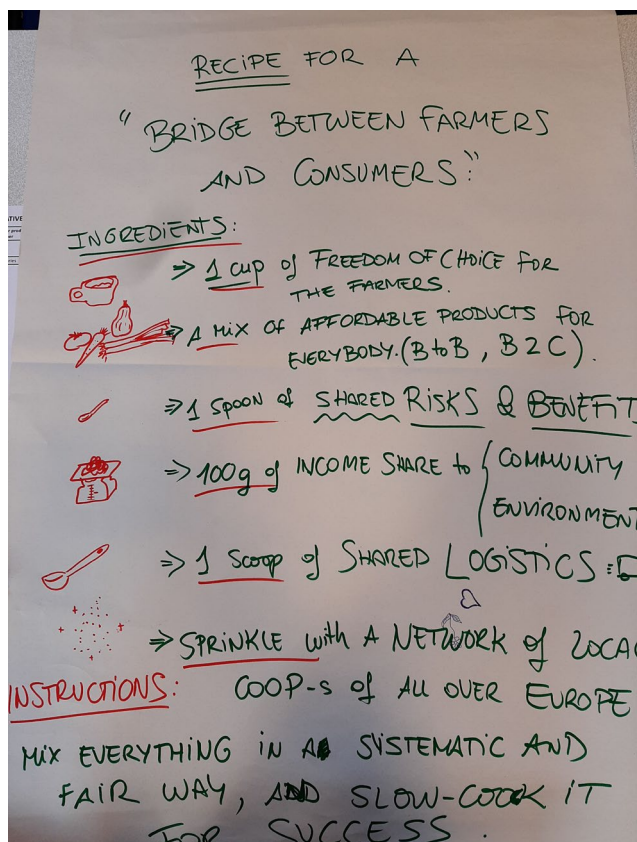 RECIPE FOR A
"BRIDGE BETWEEN FARMERS
AND CONSUMERS:"
INGREDIENTS:
⇒ 1 cup of FREEDOM OF CHOICE FOR
THE FARMERS.
⇒ A MIX OF AFFORDABLE PRODUCTS FOR
EVERYBODY. (B to B, B2C).
⇒ 1 SPOON of SHARED RISKS & BENEFIT
⇒ 100g of INCOME SHARE to { COMMUNITY
ENVIRONMENT
⇒ 1 Scoop of SHARED LOGISTICS:
⇒ SPRINKLE with A NETWORK of LOCA
COOP-S of ALL OVER EUROPE
INSTRUCTIONS:
MIX EVERYTHING IN A SISTEMATIC AND
FAIR WAY, AND SLOW-COOK IT
FOR SUCCESS.